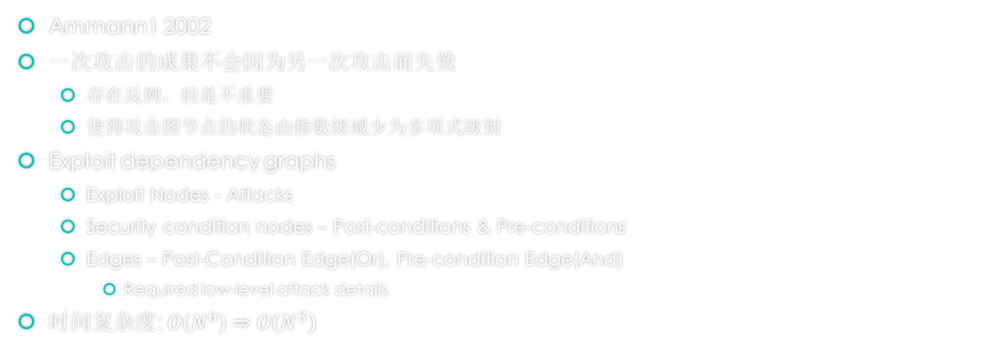 Ammann1 2002
一次攻击的成果不会因为另一次攻击而失效
存在反例，但是不重要
使得攻击图节点的状态由指数级减少为多项式级别
Exploit dependency graphs
Exploit Nodes - Attacks
Security condition nodes – Post-conditions & Pre-conditions
Edges – Post-Condition Edge(Or), Pre-condition Edge(And)
Required low-level attack details
时间复杂度: O(N⁶) ⇒ O(N³)